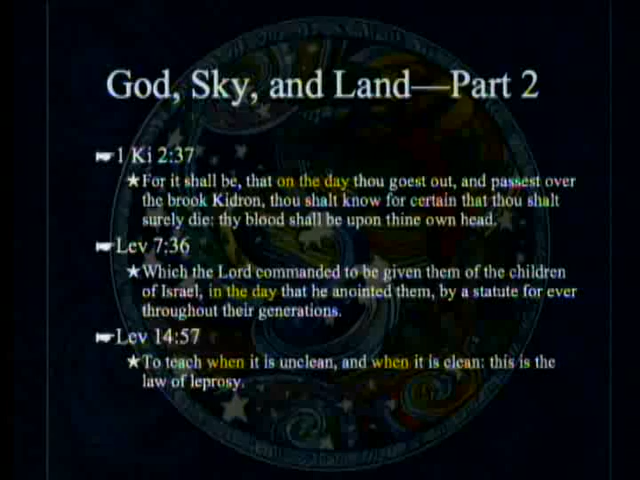 God, Sky, and Land—Part 2
1 Ki 2:37
For it shall be, that on the day thou goest out, and passest over
the brook Kidron, thou shalt know for certain that thou shalt
surely die: thy blood shall be upon thine own head.
Lev 7:36
Which the Lord commanded to be given them of the children
of Israel, in the day that he anointed them, by a statute for ever
throughout their generations.
Lev 14:57
To teach when it is unclean, and when it is clean: this is the
law of leprosy.